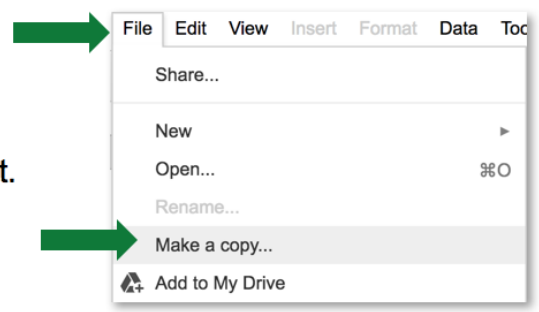 File Edit View Insert Format Data Too
Share...
New
Open... ⌘O
t.
Rename...
Make a copy...
Add to My Drive